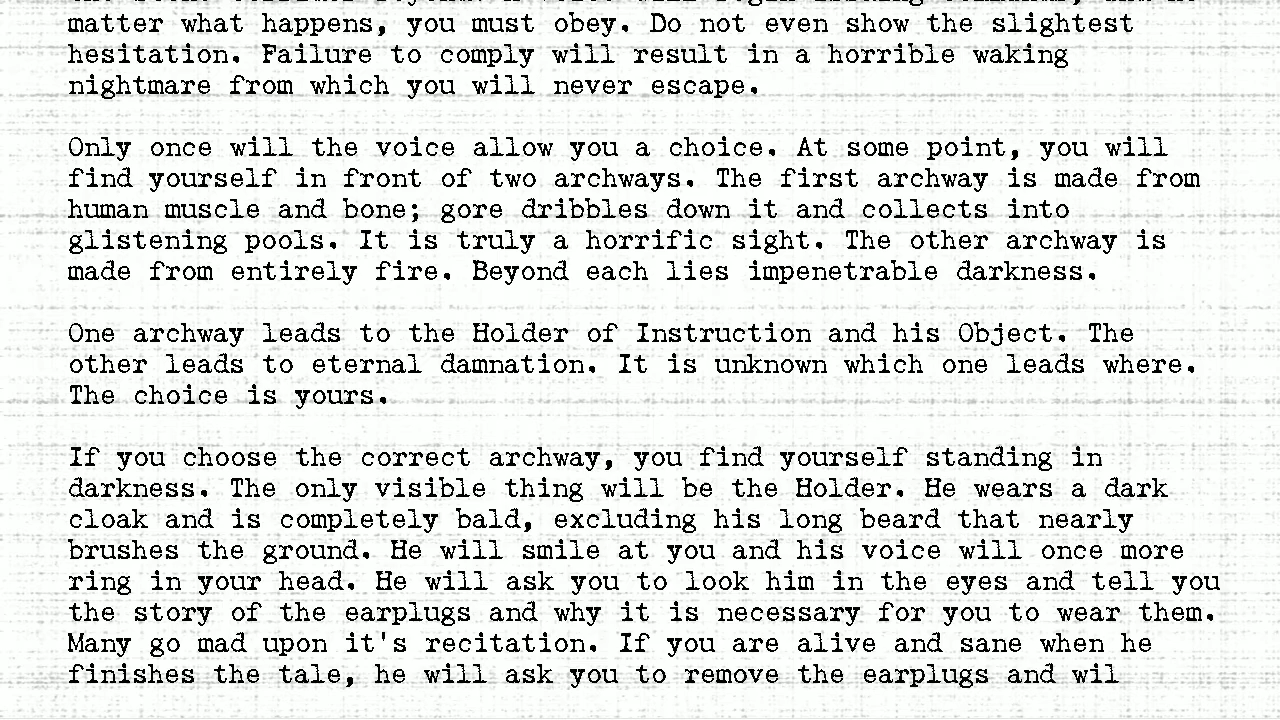 matter what happens, you must obey. Do not even show the slightest
hesitation. Failure to comply will result in a horrible waking
nightmare from which you will never escape.
Only once will the voice allow you a choice. At some point, you will
find yourself in front of two archways. The first archway is made from
human muscle and bone; gore dribbles down it and collects into
glistening pools. It is truly a horrific sight. The other archway is
made from entirely fire. Beyond each lies impenetrable darkness.
One archway leads to the Holder of Instruction and his Object. The
other leads to eternal damnation. It is unknown which one leads where.
The choice is yours.
If you choose the correct archway, you find yourself standing in
darkness. The only visible thing will be the Holder. He wears a dark
cloak and is completely bald, excluding his long beard that nearly
brushes the ground. He will smile at you and his voice will once more
ring in your head. He will ask you to look him in the eyes and tell you
the story of the earplugs and why it is necessary for you to wear them.
Many go mad upon it's recitation. If you are alive and sane when he
finishes the tale, he will ask you to remove the earplugs and wil